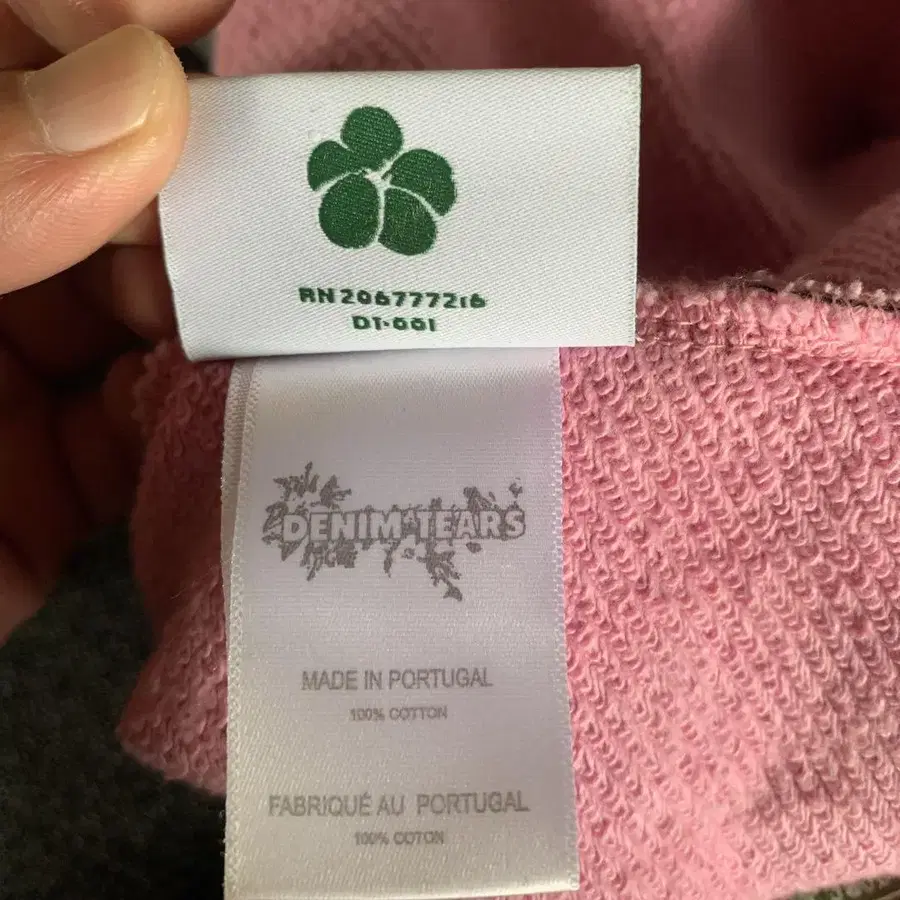 RN 206777216
DT-001
DENIM TEARS
MADE IN PORTUGAL
100% COTTON
FABRIQUÉ AU PORTUGAL
100% COTON